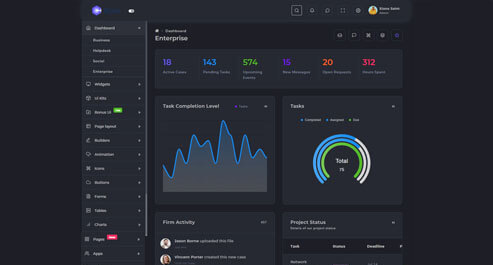 Kiono Saim
Admin
Dashboard
Business
Helpdesk
Social
Enterprise
Widgets
UI Kits
Bonus UI
Page layout
Builders
Animation
Icons
Buttons
Forms
Tables
Charts
Pages
Apps
Dashboard
Enterprise
18
Active Cases
143
Pending Tasks
574
Upcoming Events
15
New Messages
20
Open Requests
312
Hours Spent
Task Completion Level
Tasks
Tasks
Completed
Assigned
Due
Total
75
Firm Activity
Jason Borne uploaded this file
Vincent Porter created this new case
Project Status
Details of our project status
Task
Status
Deadline
P
Network